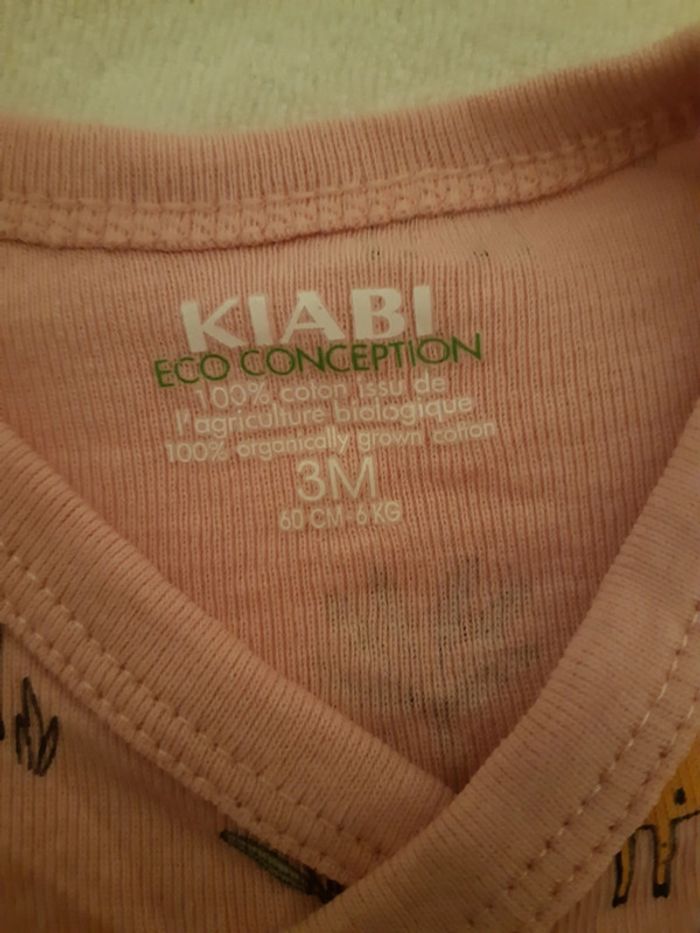 KIABI
ECO CONCEPTION
100% coton issu de
l'agriculture biologique
100% organically grown cotton
3M
60 CM - 6 KG